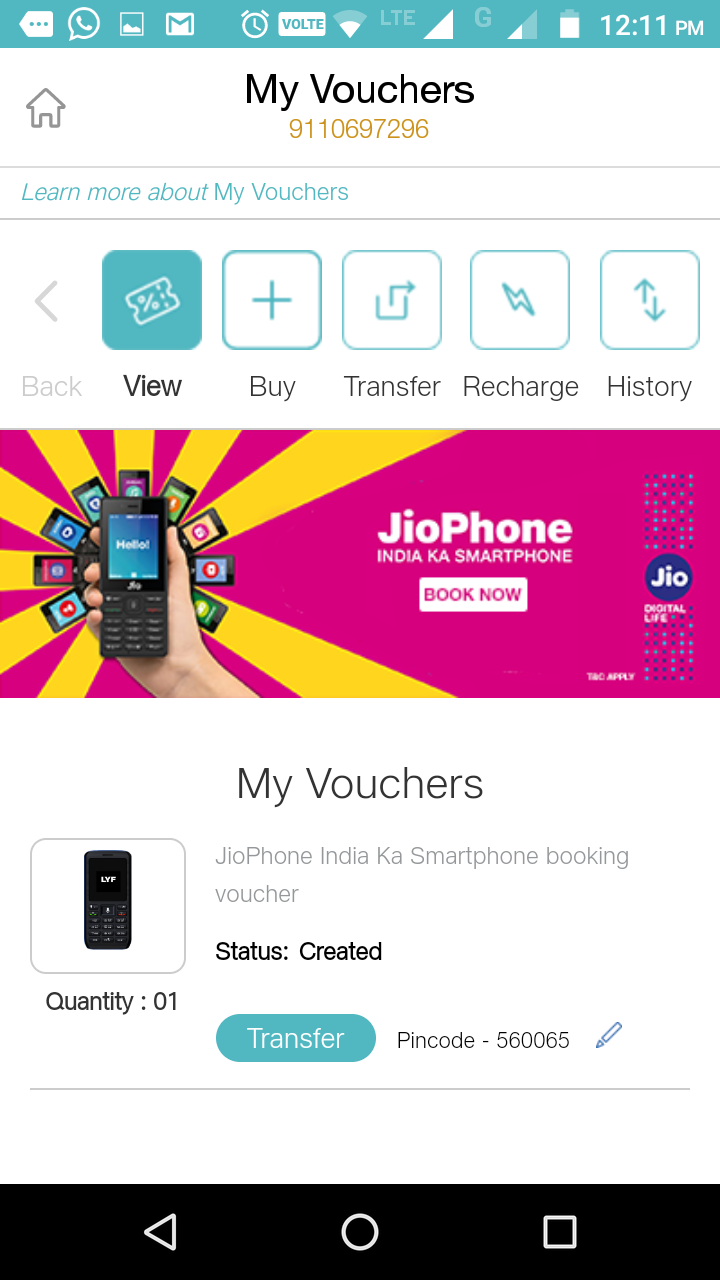 VOLTE LTE G 12:11 PM
My Vouchers
9110697296
Learn more about My Vouchers
Back View Buy Transfer Recharge History
Hello!
Jio
JioPhone
INDIA KA SMARTPHONE
BOOK NOW
Jio
DIGITAL
LIFE
T&C APPLY
My Vouchers
LYF
JioPhone India Ka Smartphone booking
voucher
Status: Created
Quantity : 01
Transfer Pincode - 560065